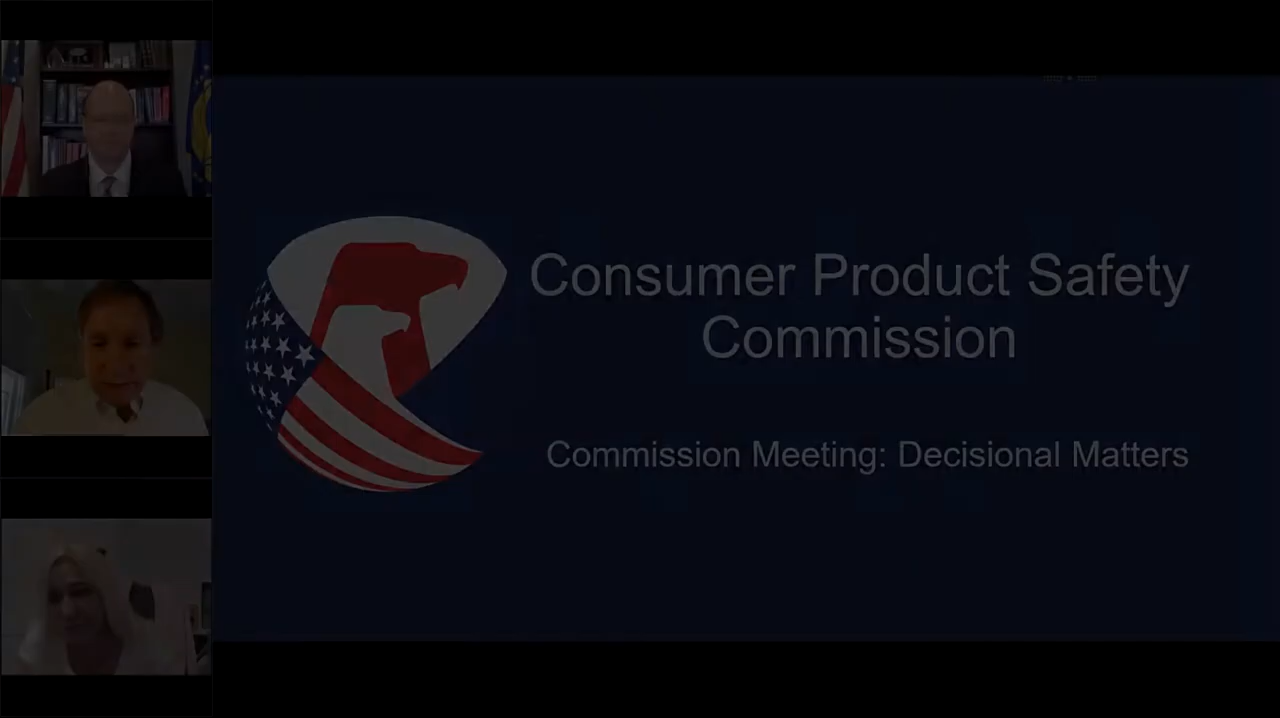 Consumer Product Safety
Commission
Commission Meeting: Decisional Matters